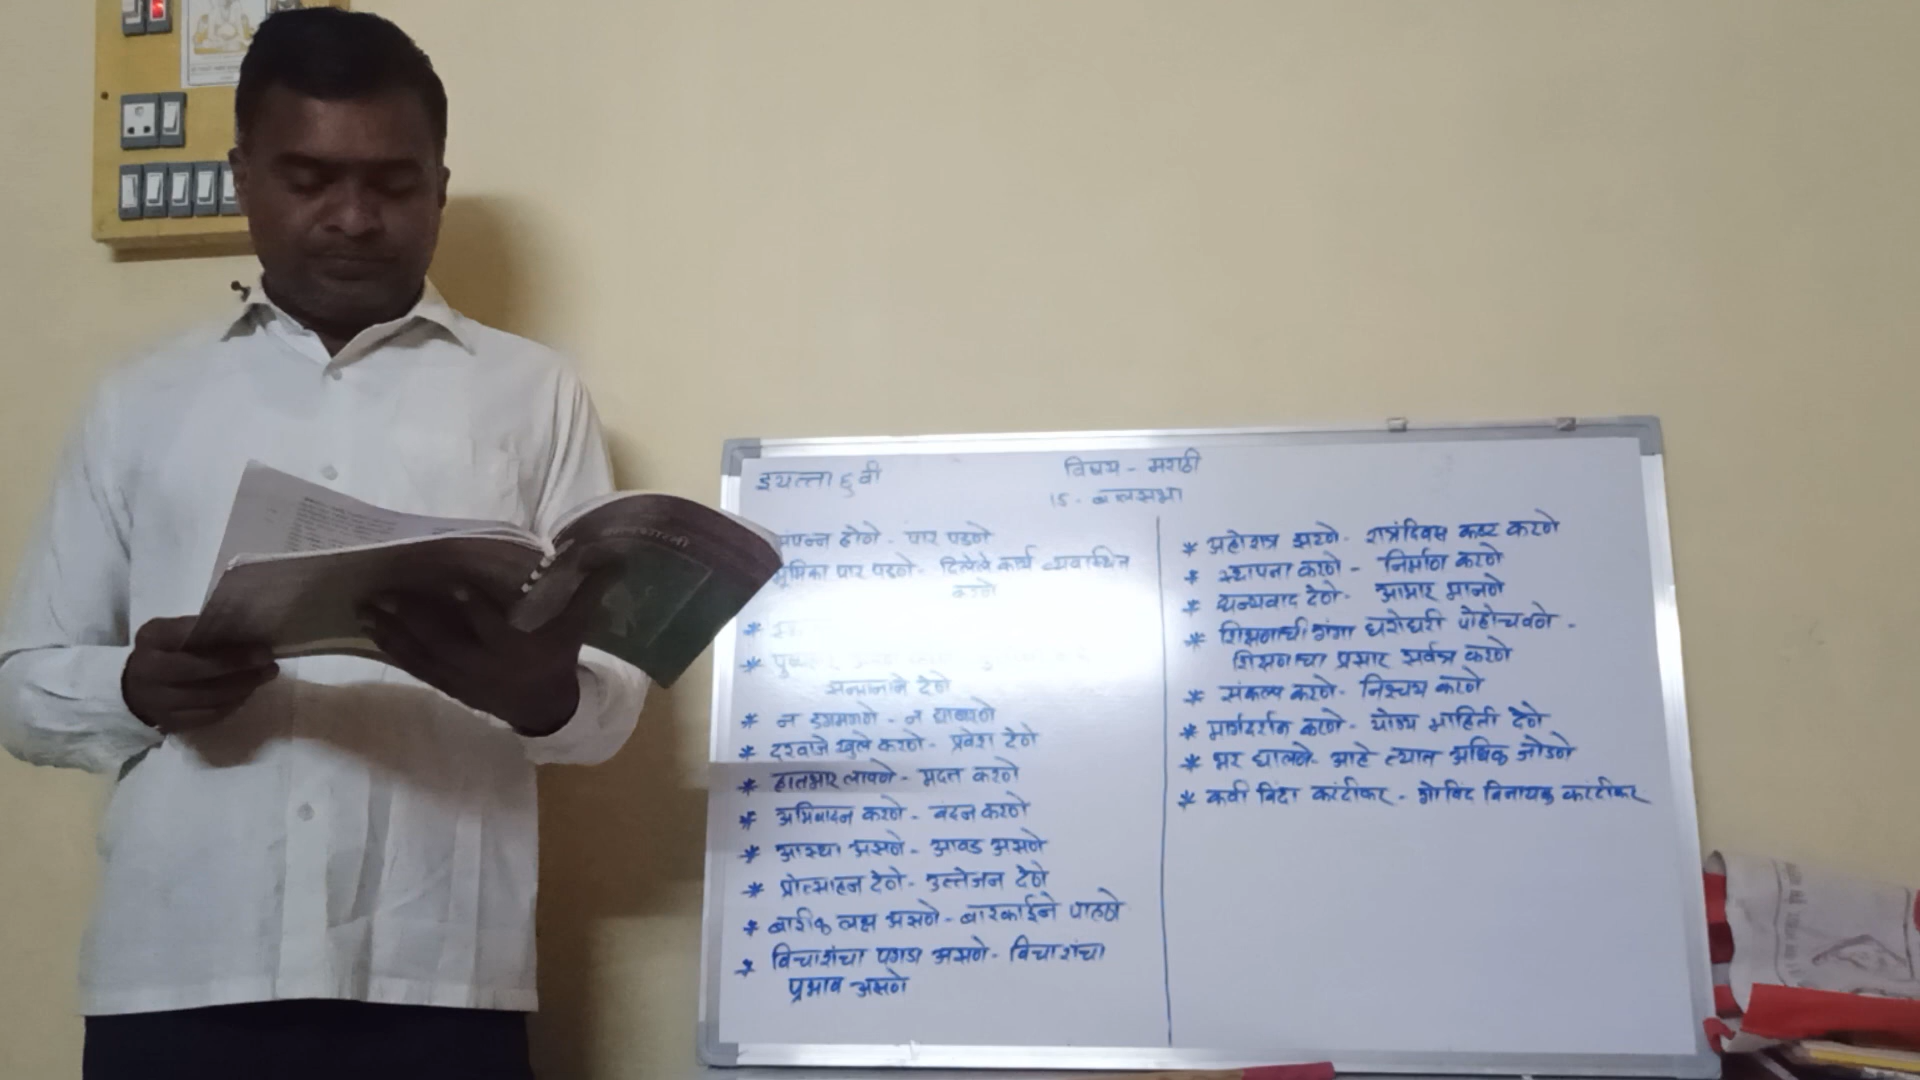 इयत्ता ६ वी
विषय - मराठी
15. बालसभा
संपन्न होणे - पार पडणे
भूमिका पार पडणे - दिलेले कार्य व्यवस्थित
करणे
*
*
सन्मानाने देणे
* न डगमगणे - न घाबरणे
* दरवाजे खुले करणे - प्रवेश देणे
* हातभार लावणे - मदत करणे
* अभिवादन करणे - वंदन करणे
* आस्था असणे - आवड असणे
* प्रोत्साहन देणे - उत्तेजन देणे
* बारीक लक्ष असणे - बारकाईने पाहणे
* विचारांचा पगडा असणे - विचारांचा
प्रभाव असणे
* अहोरात्र झटणे - रात्रंदिवस कष्ट करणे
* स्थापना करणे - निर्माण करणे
* धन्यवाद देणे - आभार मानणे
* शिक्षणाची गंगा घरोघरी पोहोचवणे -
शिक्षणाचा प्रसार सर्वत्र करणे
* संकल्प करणे - निश्चय करणे
* मार्गदर्शन करणे - योग्य माहिती देणे
* भर घालणे - आहे त्यात अधिक जोडणे
* कवी विंदा करंदीकर - गोविंद विनायक करंदीकर